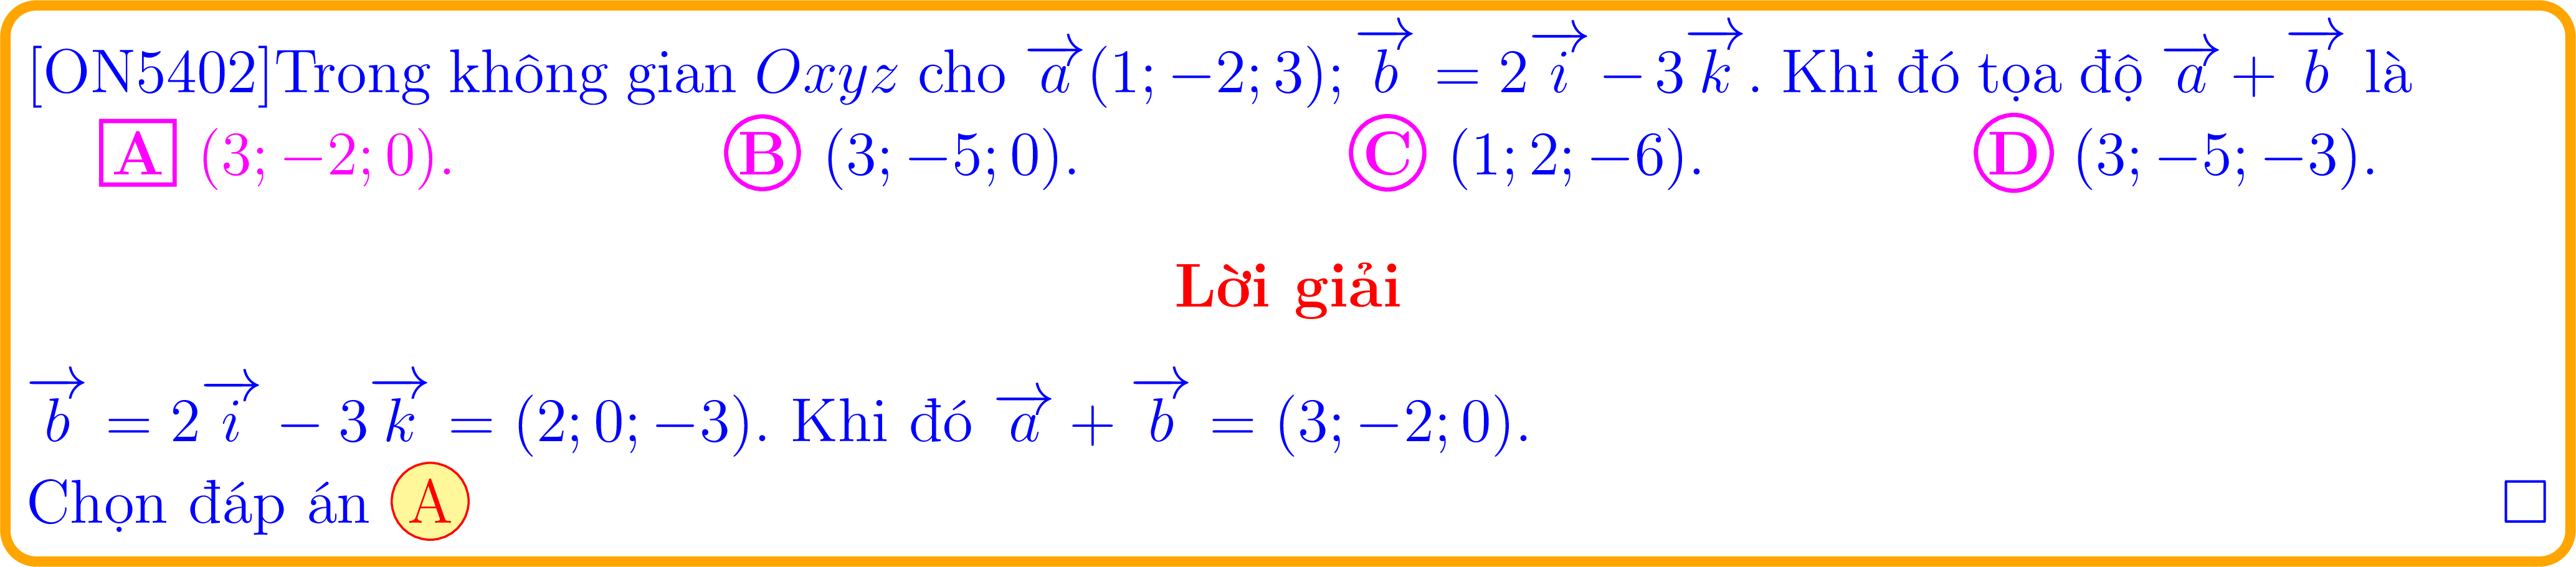 [ON5402]Trong không gian Oxyz cho \overrightarrow{a}(1; −2; 3); \overrightarrow{b} = 2\overrightarrow{i} − 3\overrightarrow{k}. Khi đó tọa độ \overrightarrow{a} + \overrightarrow{b} là
A (3; −2; 0). B (3; −5; 0). C (1; 2; −6). D (3; −5; −3).
Lời giải
\overrightarrow{b} = 2\overrightarrow{i} − 3\overrightarrow{k} = (2; 0; −3). Khi đó \overrightarrow{a} + \overrightarrow{b} = (3; −2; 0).
Chọn đáp án A □